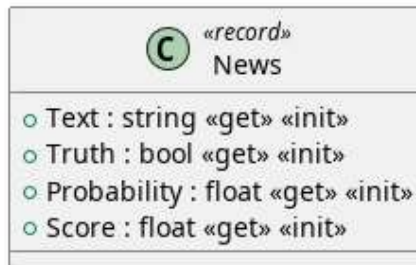 C
«record»
News
Text : string «get» «init»
Truth : bool «get» «init»
Probability : float «get» «init»
Score : float «get» «init»